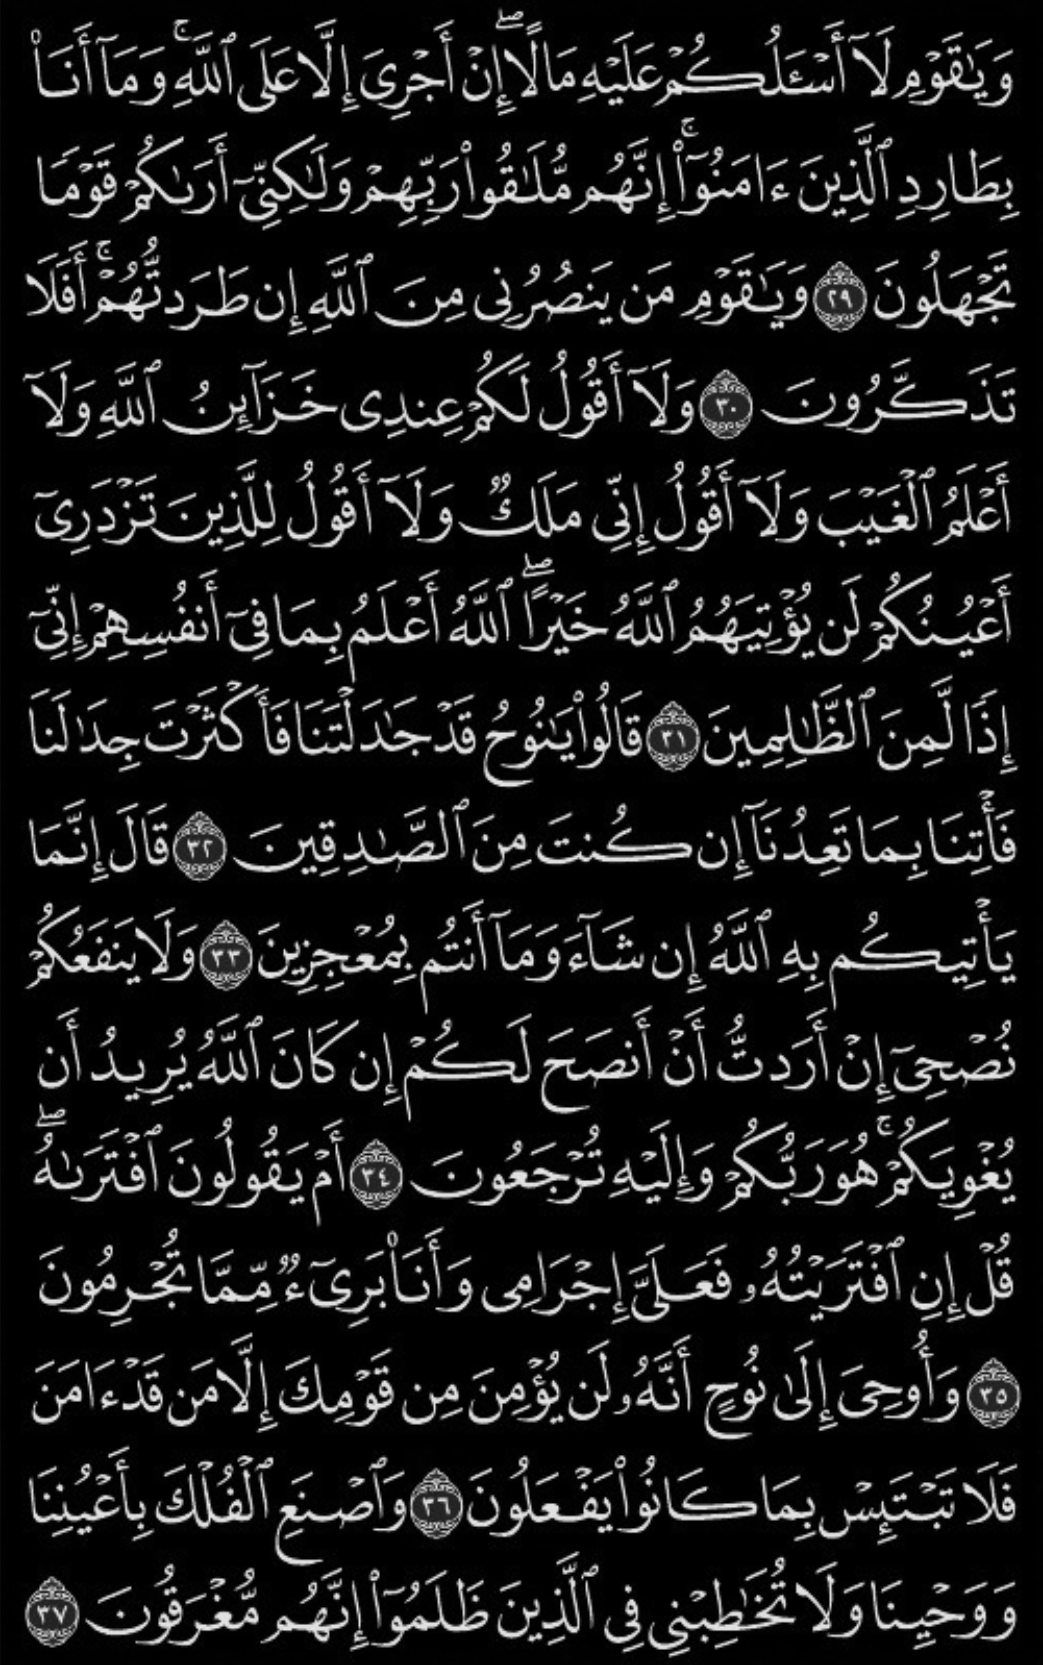 وَيَٰقَوْمِ لَآ أَسْـَٔلُكُمْ عَلَيْهِ مَالًا ۖ إِنْ أَجْرِىَ إِلَّا عَلَى ٱللَّهِ ۚ وَمَآ أَنَا۠
بِطَارِدِ ٱلَّذِينَ ءَامَنُوٓا۟ ۚ إِنَّهُم مُّلَٰقُوا۟ رَبِّهِمْ وَلَٰكِنِّىٓ أَرَىٰكُمْ قَوْمًا
تَجْهَلُونَ ٢٩ وَيَٰقَوْمِ مَن يَنصُرُنِى مِنَ ٱللَّهِ إِن طَرَدتُّهُمْ ۚ أَفَلَا
تَذَكَّرُونَ ٣٠ وَلَآ أَقُولُ لَكُمْ عِندِى خَزَآئِنُ ٱللَّهِ وَلَآ
أَعْلَمُ ٱلْغَيْبَ وَلَآ أَقُولُ إِنِّى مَلَكٌ وَلَآ أَقُولُ لِلَّذِينَ تَزْدَرِىٓ
أَعْيُنُكُمْ لَن يُؤْتِيَهُمُ ٱللَّهُ خَيْرًا ۖ ٱللَّهُ أَعْلَمُ بِمَا فِىٓ أَنفُسِهِمْ إِنِّىٓ
إِذًا لَّمِنَ ٱلظَّٰلِمِينَ ٣١ قَالُوا۟ يَٰنُوحُ قَدْ جَٰدَلْتَنَا فَأَكْثَرْتَ جِدَٰلَنَا
فَأْتِنَا بِمَا تَعِدُنَآ إِن كُنتَ مِنَ ٱلصَّٰدِقِينَ ٣٢ قَالَ إِنَّمَا
يَأْتِيكُم بِهِ ٱللَّهُ إِن شَآءَ وَمَآ أَنتُم بِمُعْجِزِينَ ٣٣ وَلَا يَنفَعُكُمْ
نُصْحِىٓ إِنْ أَرَدتُّ أَنْ أَنصَحَ لَكُمْ إِن كَانَ ٱللَّهُ يُرِيدُ أَن
يُغْوِيَكُمْ ۚ هُوَ رَبُّكُمْ وَإِلَيْهِ تُرْجَعُونَ ٣٤ أَمْ يَقُولُونَ ٱفْتَرَىٰهُ ۖ
قُلْ إِنِ ٱفْتَرَيْتُهُۥ فَعَلَىَّ إِجْرَامِى وَأَنَا۠ بَرِىٓءٌ مِّمَّا تُجْرِمُونَ
٣٥ وَأُوحِىَ إِلَىٰ نُوحٍ أَنَّهُۥ لَن يُؤْمِنَ مِن قَوْمِكَ إِلَّا مَن قَدْ ءَامَنَ
فَلَا تَبْتَئِسْ بِمَا كَانُوا۟ يَفْعَلُونَ ٣٦ وَٱصْنَعِ ٱلْفُلْكَ بِأَعْيُنِنَا
وَوَحْيِنَا وَلَا تُخَٰطِبْنِى فِى ٱلَّذِينَ ظَلَمُوٓا۟ إِنَّهُم مُّغْرَقُونَ ٣٧